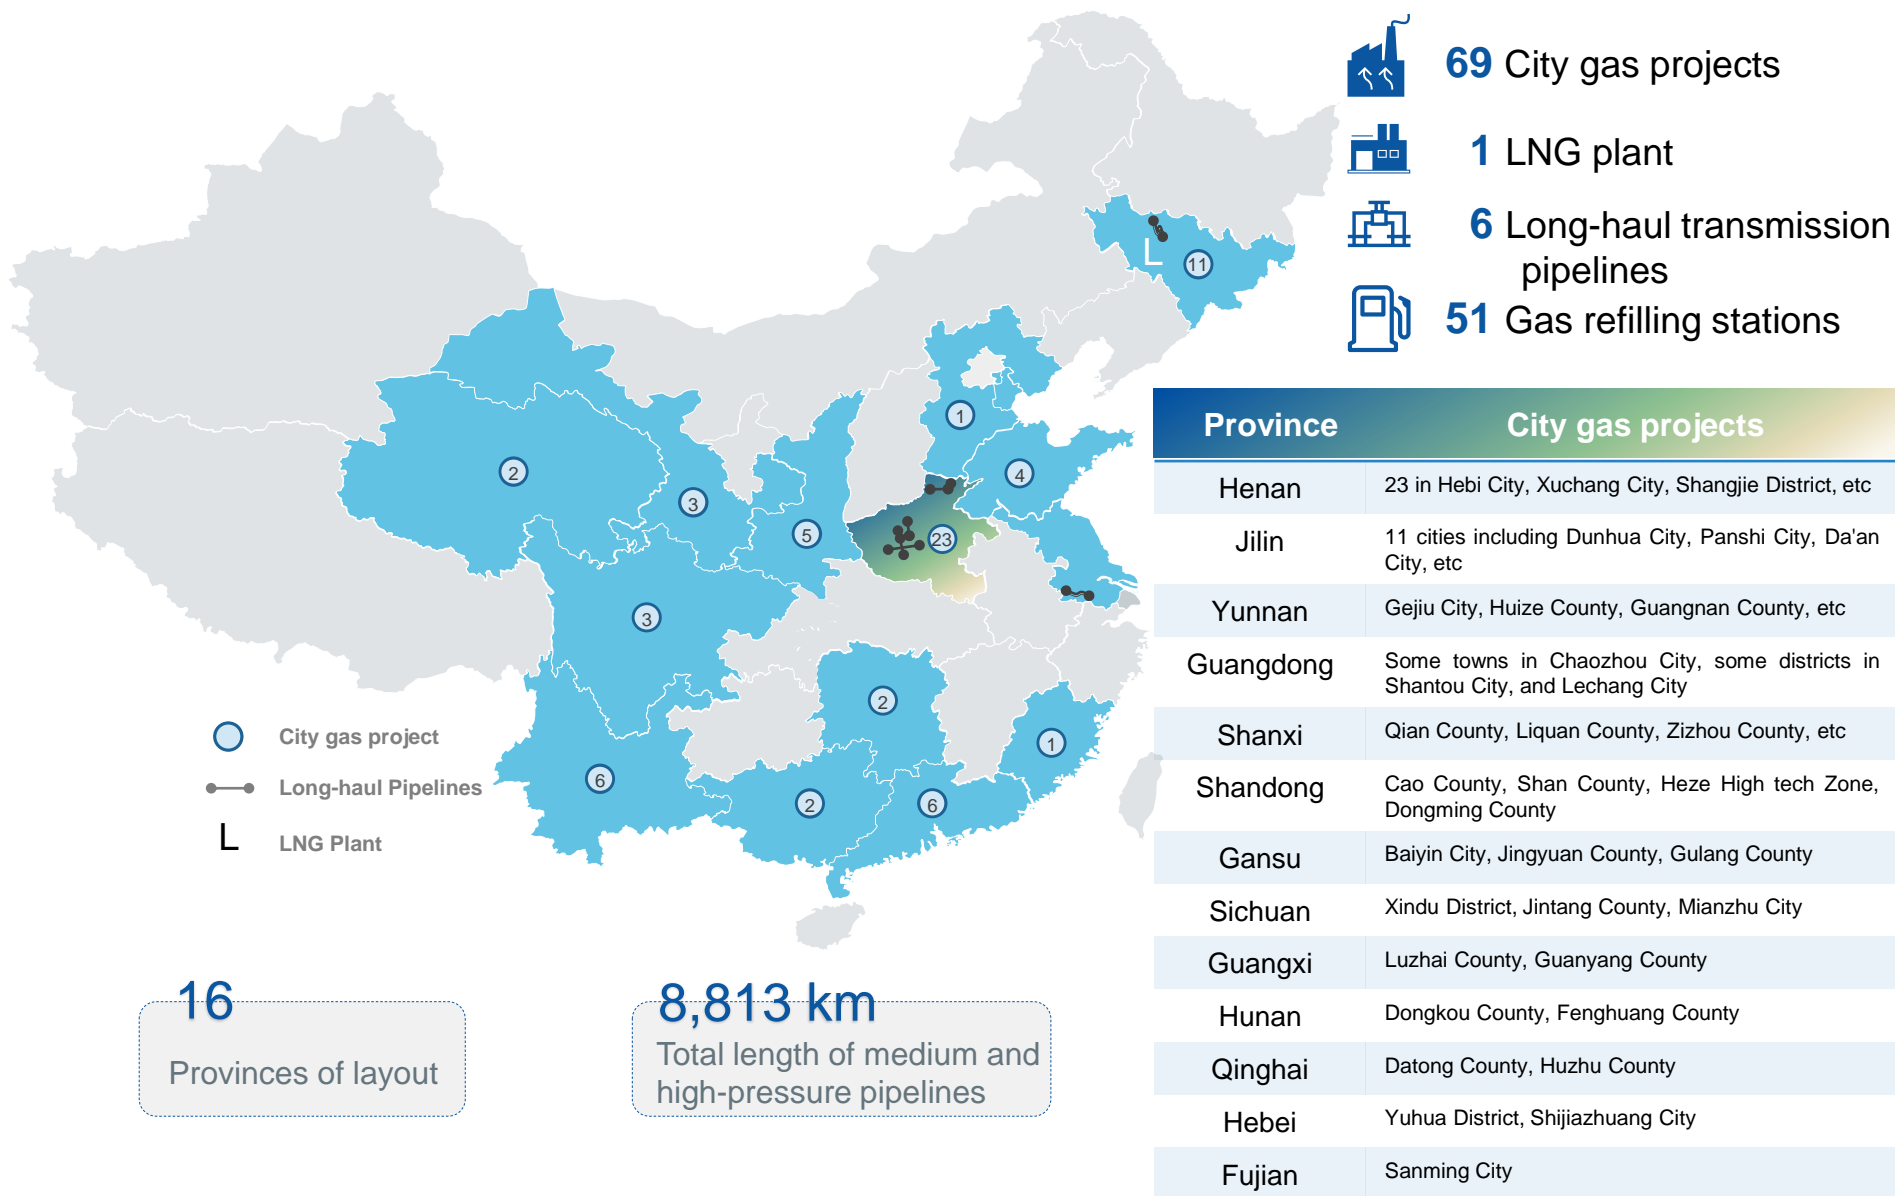 69 City gas projects
1 LNG plant
6 Long-haul transmission
pipelines
51 Gas refilling stations
L
11
1
2
4
3
5
23
3
2
1
6
2
6
City gas project
Long-haul Pipelines
L LNG Plant
16
Provinces of layout
8,813 km
Total length of medium and
high-pressure pipelines
Province City gas projects
Henan 23 in Hebi City, Xuchang City, Shangjie District, etc
Jilin 11 cities including Dunhua City, Panshi City, Da'an
City, etc
Yunnan Gejiu City, Huize County, Guangnan County, etc
Guangdong Some towns in Chaozhou City, some districts in
Shantou City, and Lechang City
Shanxi Qian County, Liquan County, Zizhou County, etc
Shandong Cao County, Shan County, Heze High tech Zone,
Dongming County
Gansu Baiyin City, Jingyuan County, Gulang County
Sichuan Xindu District, Jintang County, Mianzhu City
Guangxi Luzhai County, Guanyang County
Hunan Dongkou County, Fenghuang County
Qinghai Datong County, Huzhu County
Hebei Yuhua District, Shijiazhuang City
Fujian Sanming City